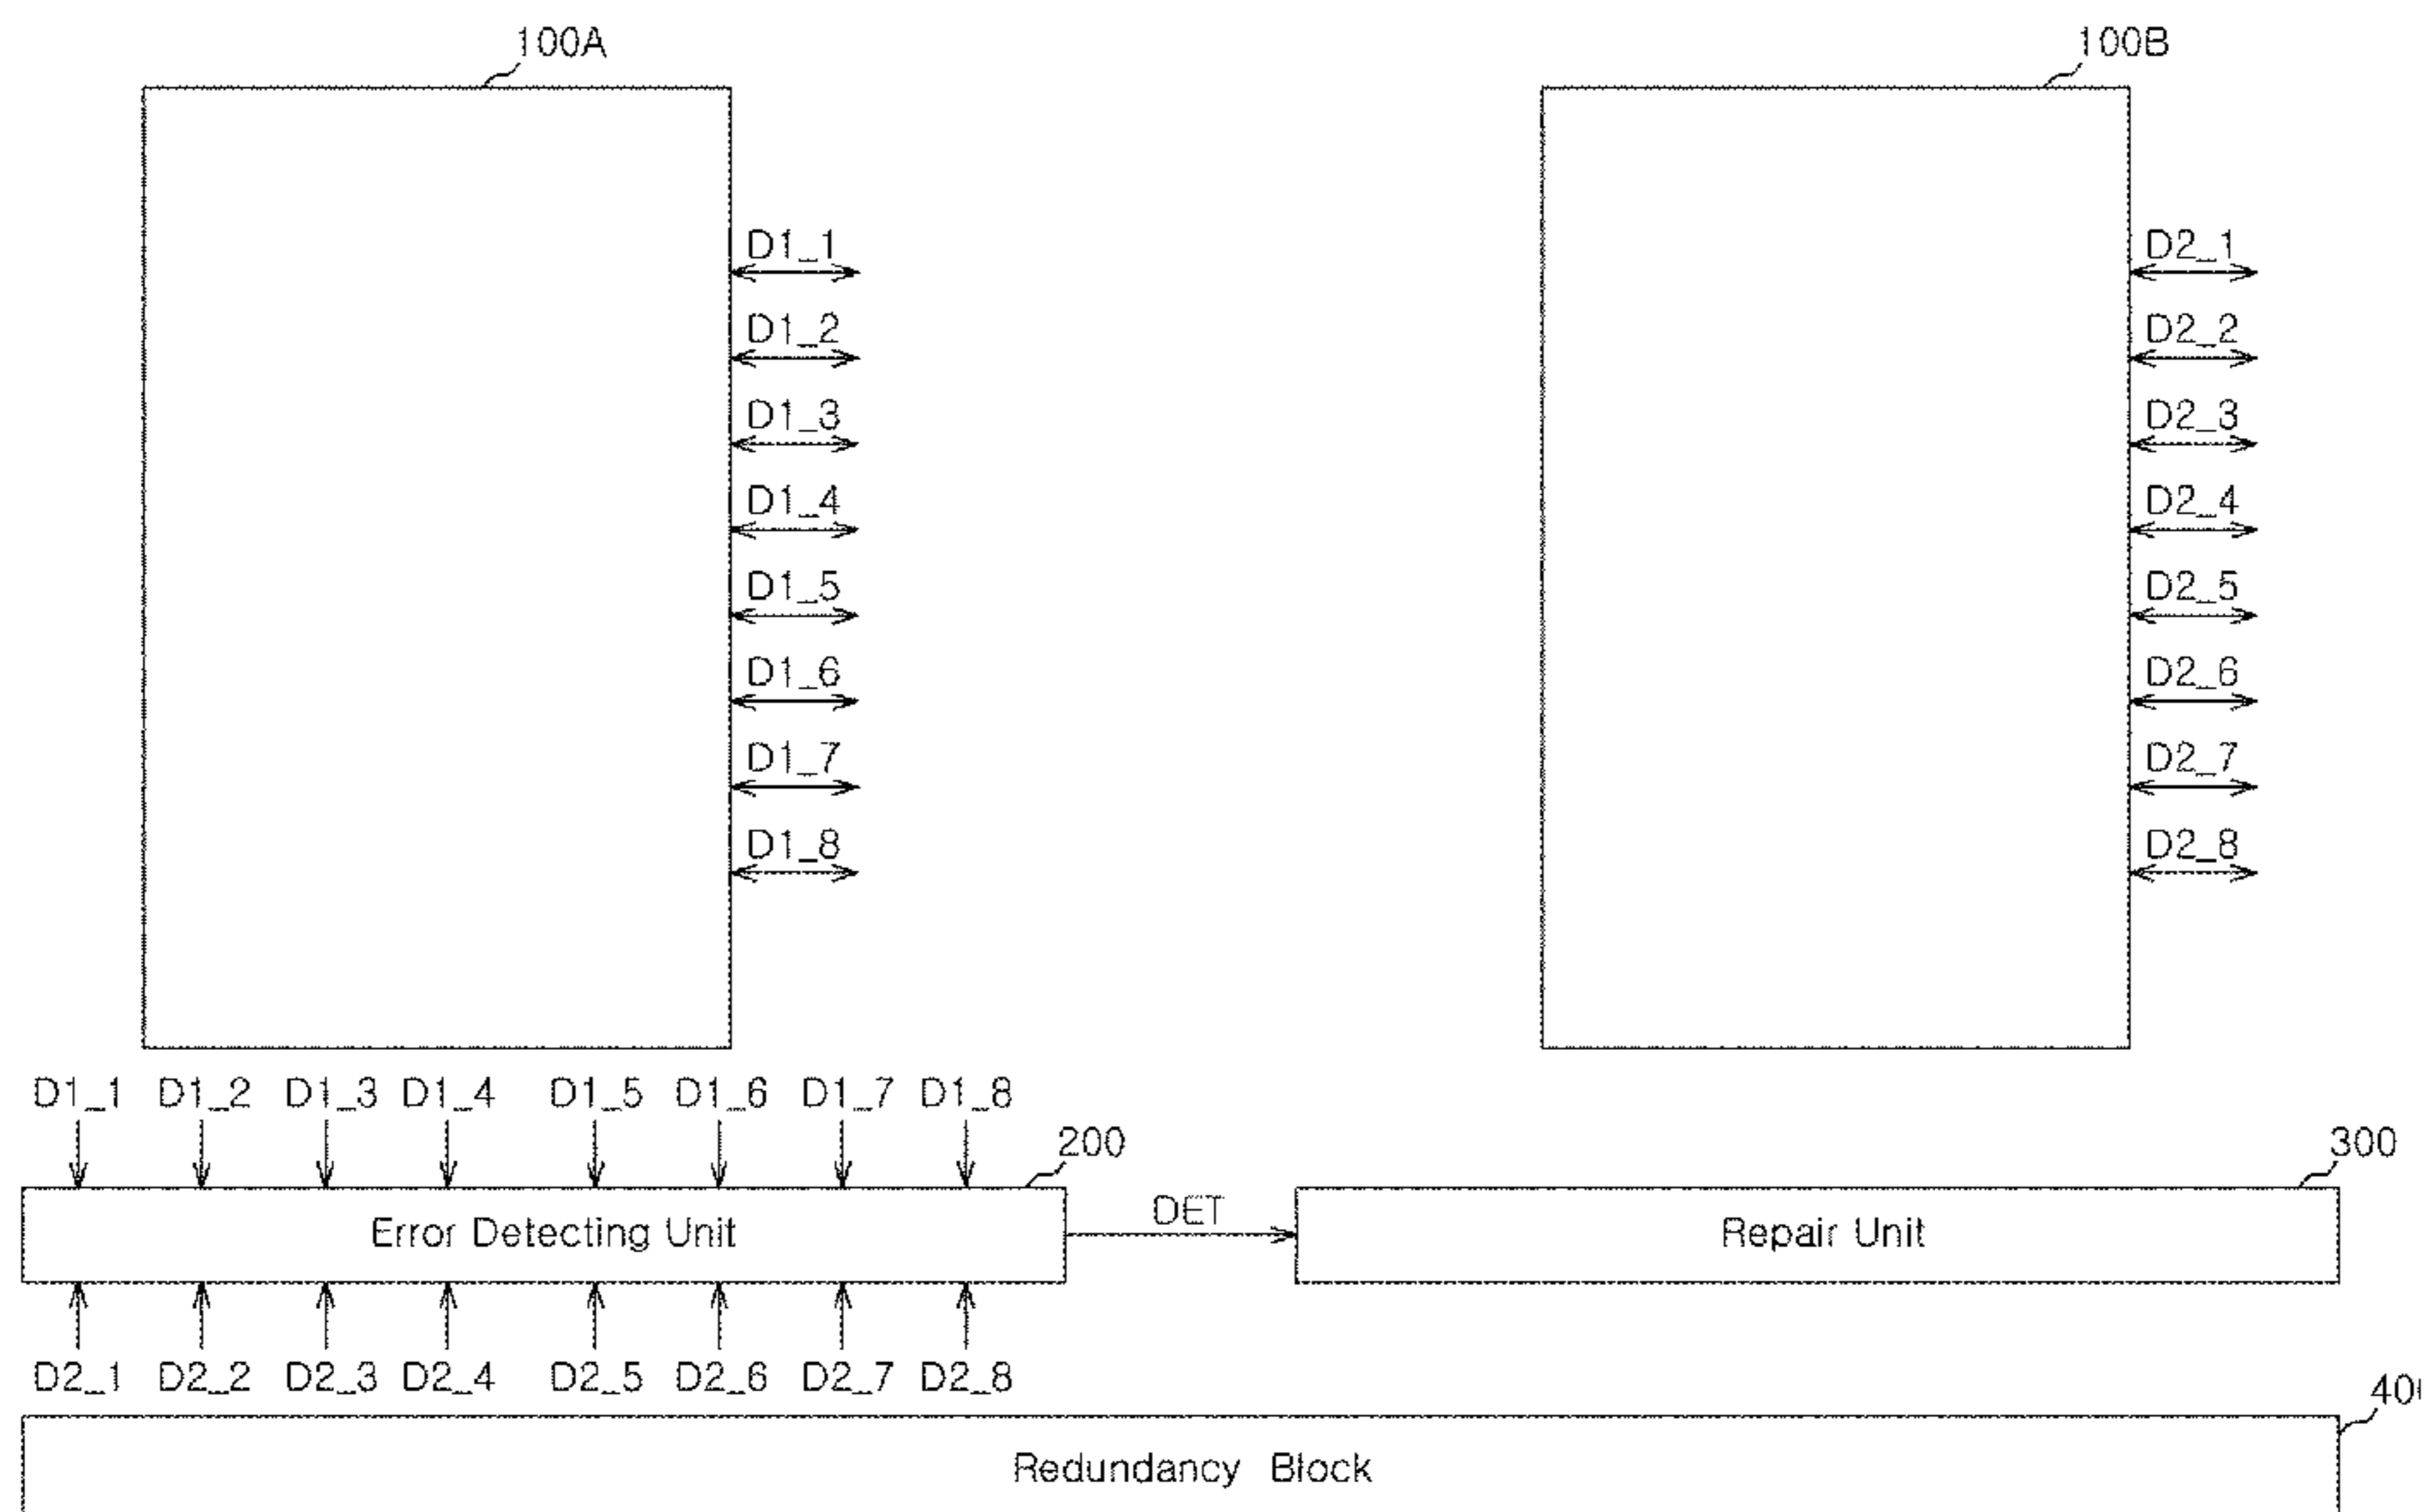 100A 100B
D1_1 D2_1
D1_2 D2_2
D1_3 D2_3
D1_4 D2_4
D1_5 D2_5
D1_6 D2_6
D1_7 D2_7
D1_8 D2_8
D1_1 D1_2 D1_3 D1_4 D1_5 D1_6 D1_7 D1_8
200 300
Error Detecting Unit DET Repair Unit
D2_1 D2_2 D2_3 D2_4 D2_5 D2_6 D2_7 D2_8
Redundancy Block